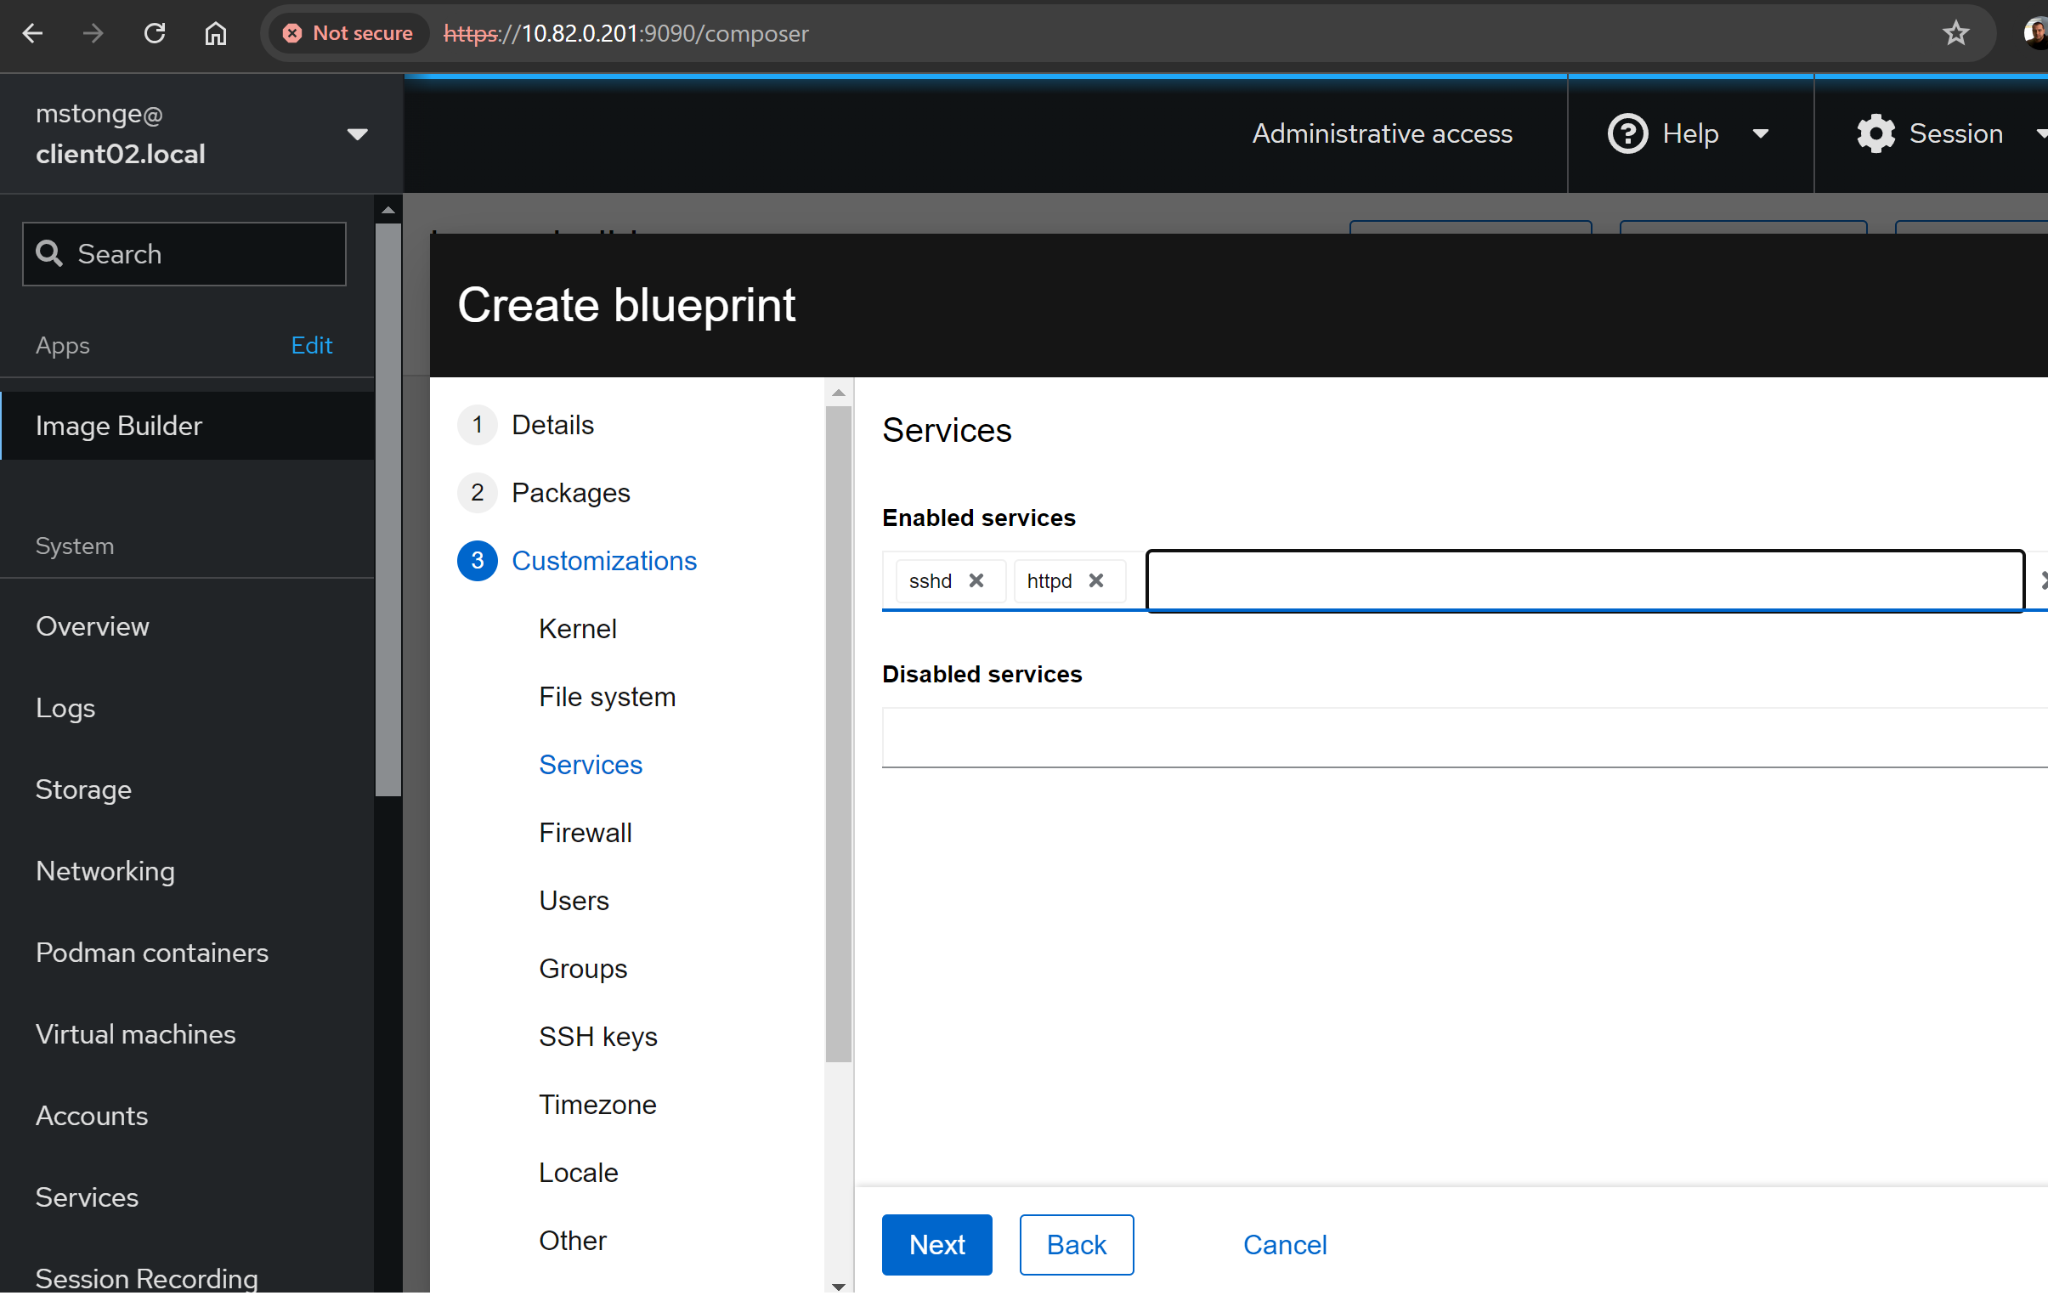 Not secure https://10.82.0.201:9090/composer
mstonge@
client02.local
Administrative access
Help
Session
Search
Apps
Edit
Image Builder
System
Overview
Logs
Storage
Networking
Podman containers
Virtual machines
Accounts
Services
Session Recording
Create blueprint
1 Details
2 Packages
3 Customizations
Kernel
File system
Services
Firewall
Users
Groups
SSH keys
Timezone
Locale
Other
Services
Enabled services
sshd
httpd
Disabled services
Next
Back
Cancel